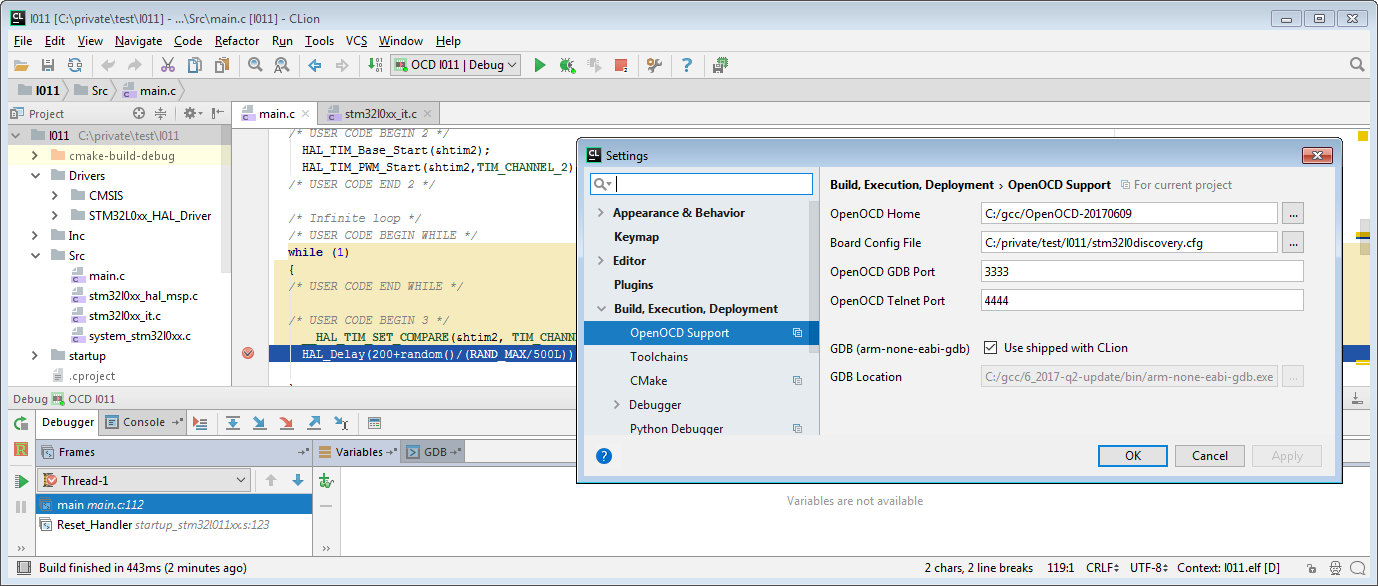 CL l011 [C:\private\test\l011] - ...\Src\main.c [l011] - CLion
File Edit View Navigate Code Refactor Run Tools VCS Window Help
OCD l011 | Debug
l011 Src main.c
Project
main.c stm32l0xx_it.c
l011 C:\private\test\l011
cmake-build-debug
Drivers
CMSIS
STM32L0xx_HAL_Driver
Inc
Src
main.c
stm32l0xx_hal_msp.c
stm32l0xx_it.c
system_stm32l0xx.c
startup
.cproject
/* USER CODE BEGIN 2 */
HAL_TIM_Base_Start(&htim2);
HAL_TIM_PWM_Start(&htim2,TIM_CHANNEL_2)
/* USER CODE END 2 */
/* Infinite loop */
/* USER CODE BEGIN WHILE */
while (1)
{
/* USER CODE END WHILE */
/* USER CODE BEGIN 3 */
__HAL_TIM_SET_COMPARE(&htim2, TIM_CHANN
HAL_Delay(200+random()/(RAND_MAX/500L))
CL Settings
Appearance & Behavior
Keymap
Editor
Plugins
Build, Execution, Deployment
OpenOCD Support
Toolchains
CMake
Debugger
Python Debugger
Build, Execution, Deployment › OpenOCD Support For current project
OpenOCD Home C:/gcc/OpenOCD-20170609 ...
Board Config File C:/private/test/l011/stm32l0discovery.cfg ...
OpenOCD GDB Port 3333
OpenOCD Telnet Port 4444
GDB (arm-none-eabi-gdb) Use shipped with CLion
GDB Location C:/gcc/6_2017-q2-update/bin/arm-none-eabi-gdb.exe ...
? OK Cancel Apply
Debug OCD l011
Debugger Console
Frames Variables GDB
Thread-1
main main.c:112
Reset_Handler startup_stm32l011xx.s:123
Variables are not available
Build finished in 443ms (2 minutes ago) 2 chars, 2 line breaks 119:1 CRLF UTF-8 Context: l011.elf [D]